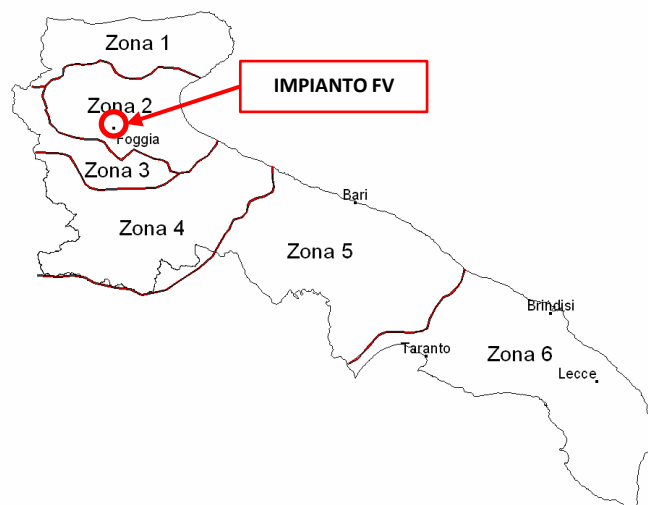 Zona 1
IMPIANTO FV
Zona 2
Foggia
Zona 3
Bari
Zona 4
Zona 5
Brindisi
Taranto
Zona 6
Lecce